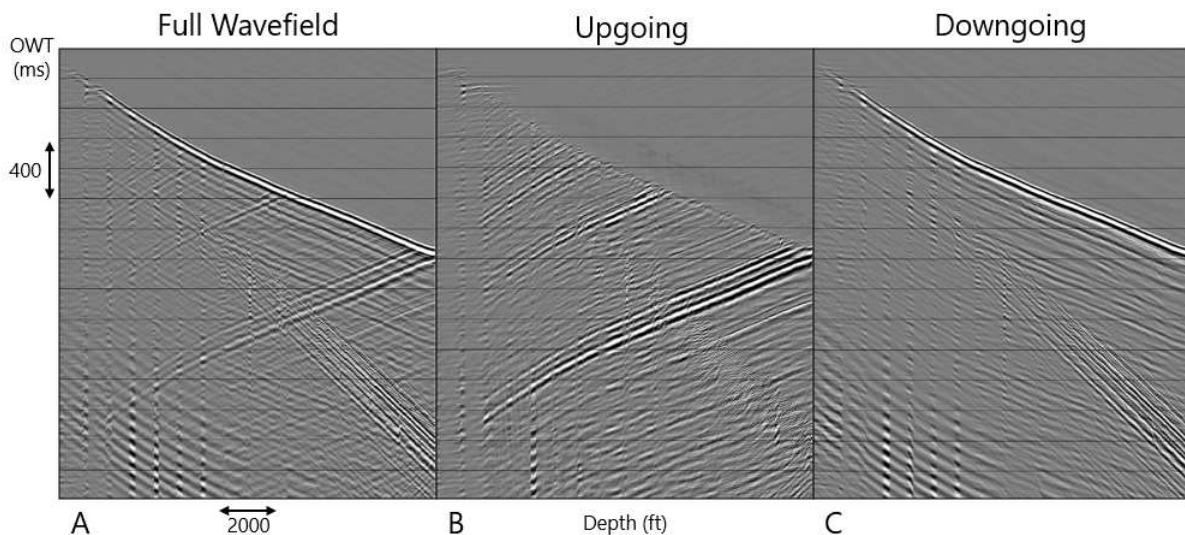 Full Wavefield
Upgoing
Downgoing
OWT
(ms)
400
A
2000
B
Depth (ft)
C